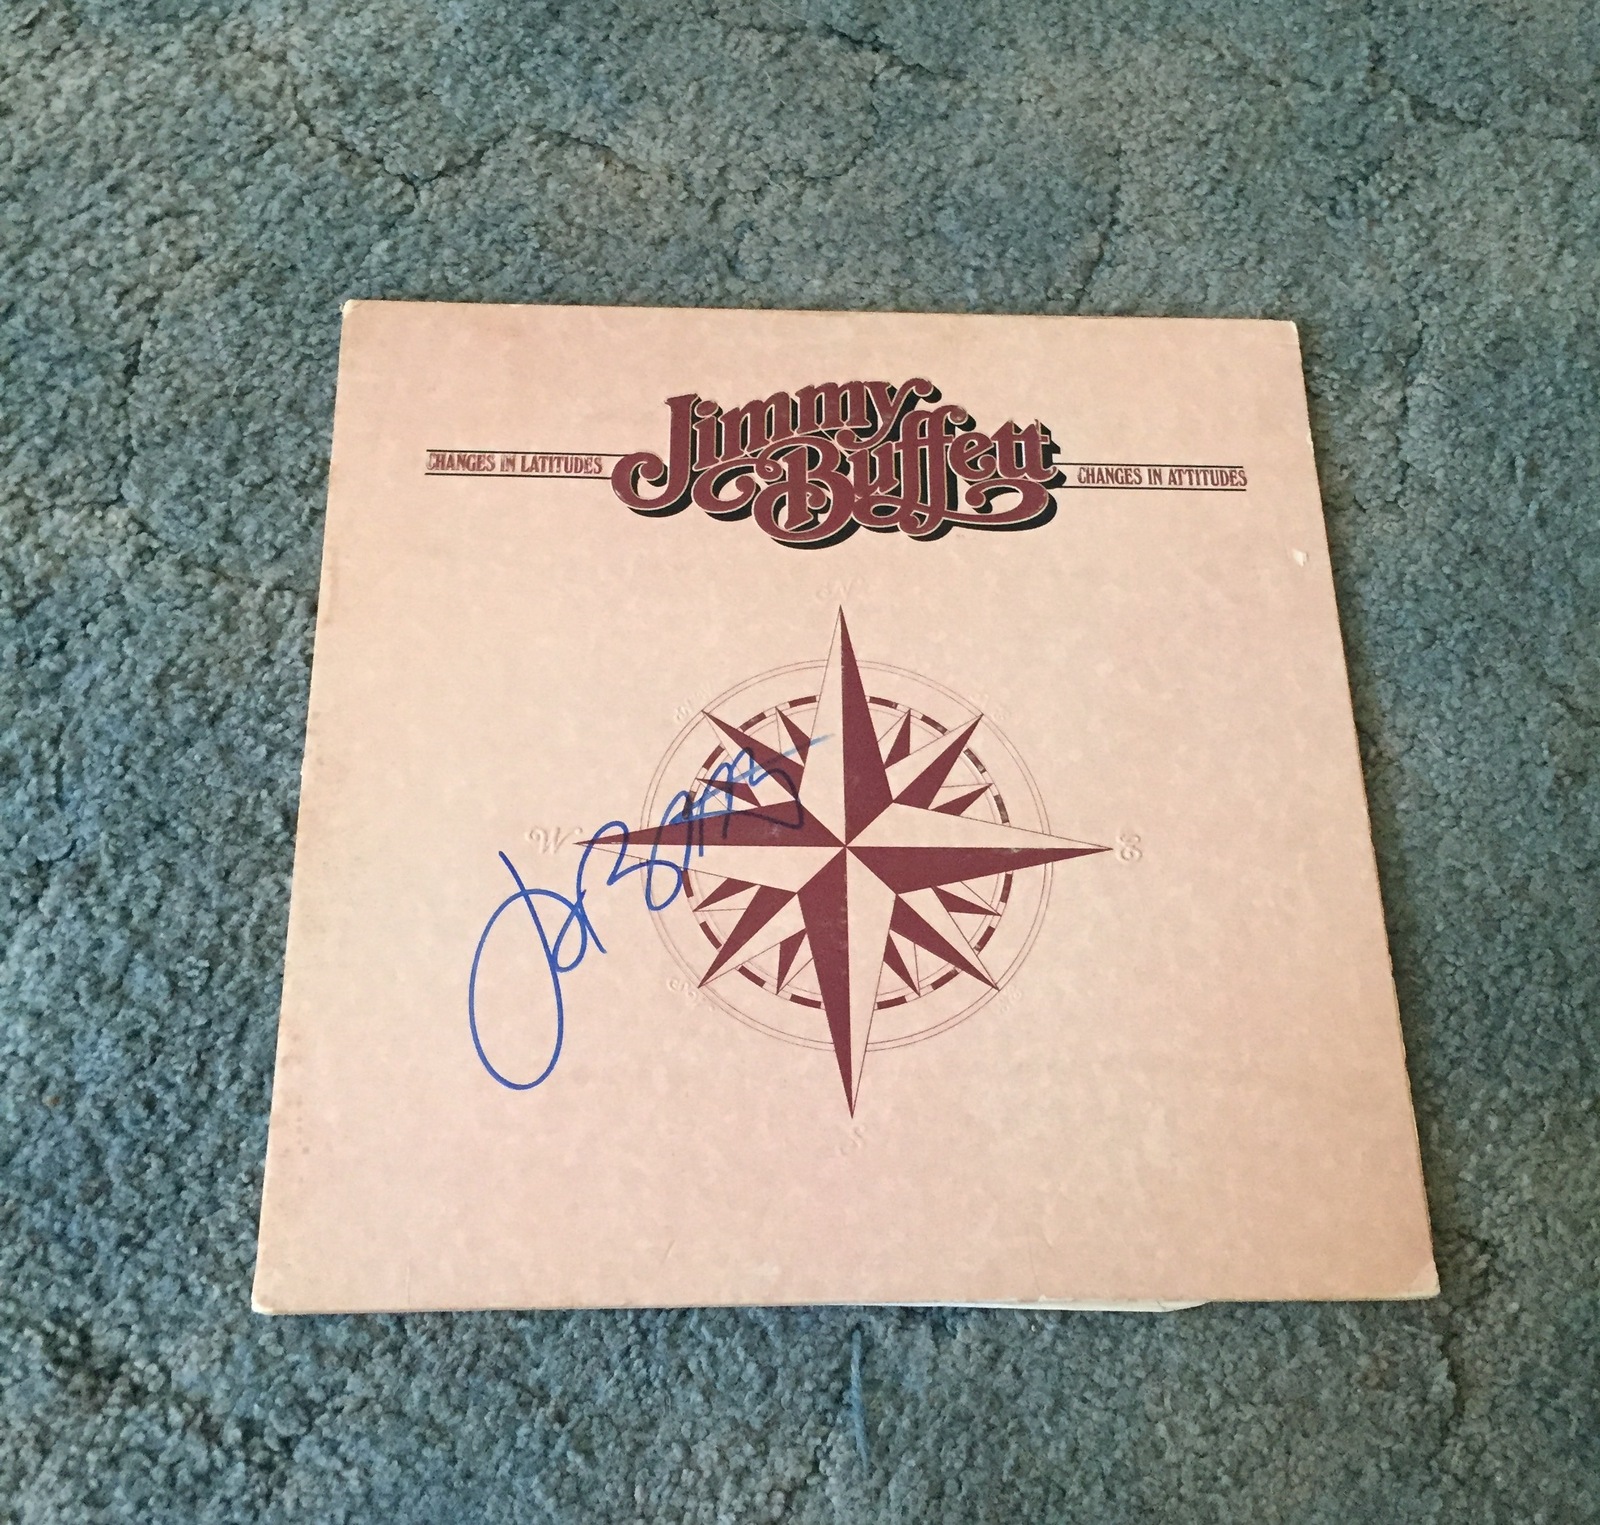 Jimmy
Buffett
CHANGES IN LATITUDES
CHANGES IN ATTITUDES
N
W
E
S